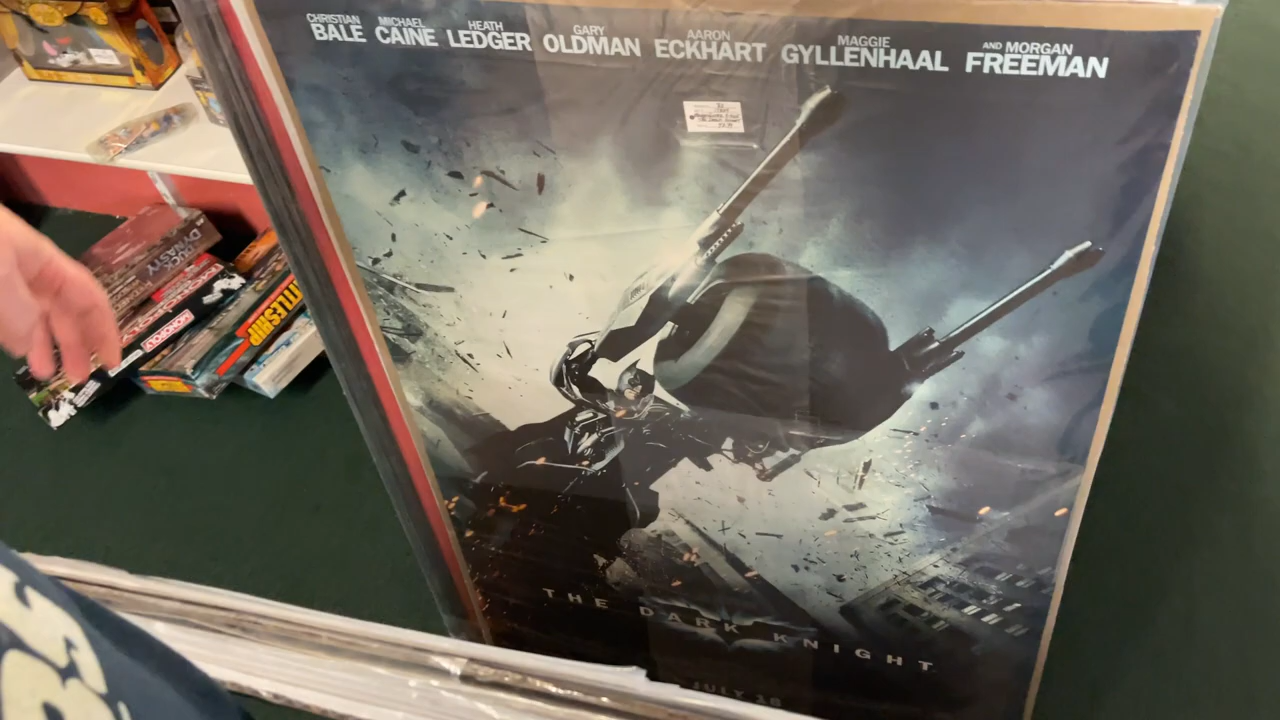 CHRISTIAN BALE
MICHAEL CAINE
HEATH LEDGER
GARY OLDMAN
AARON ECKHART
MAGGIE GYLLENHAAL
AND MORGAN FREEMAN
THE DARK KNIGHT
JULY 18
DYNASTY
MONOPOLY